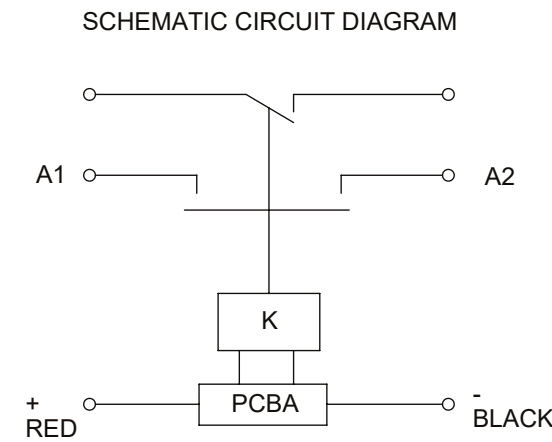 SCHEMATIC CIRCUIT DIAGRAM
A1
A2
K
PCBA
+
RED
-
BLACK